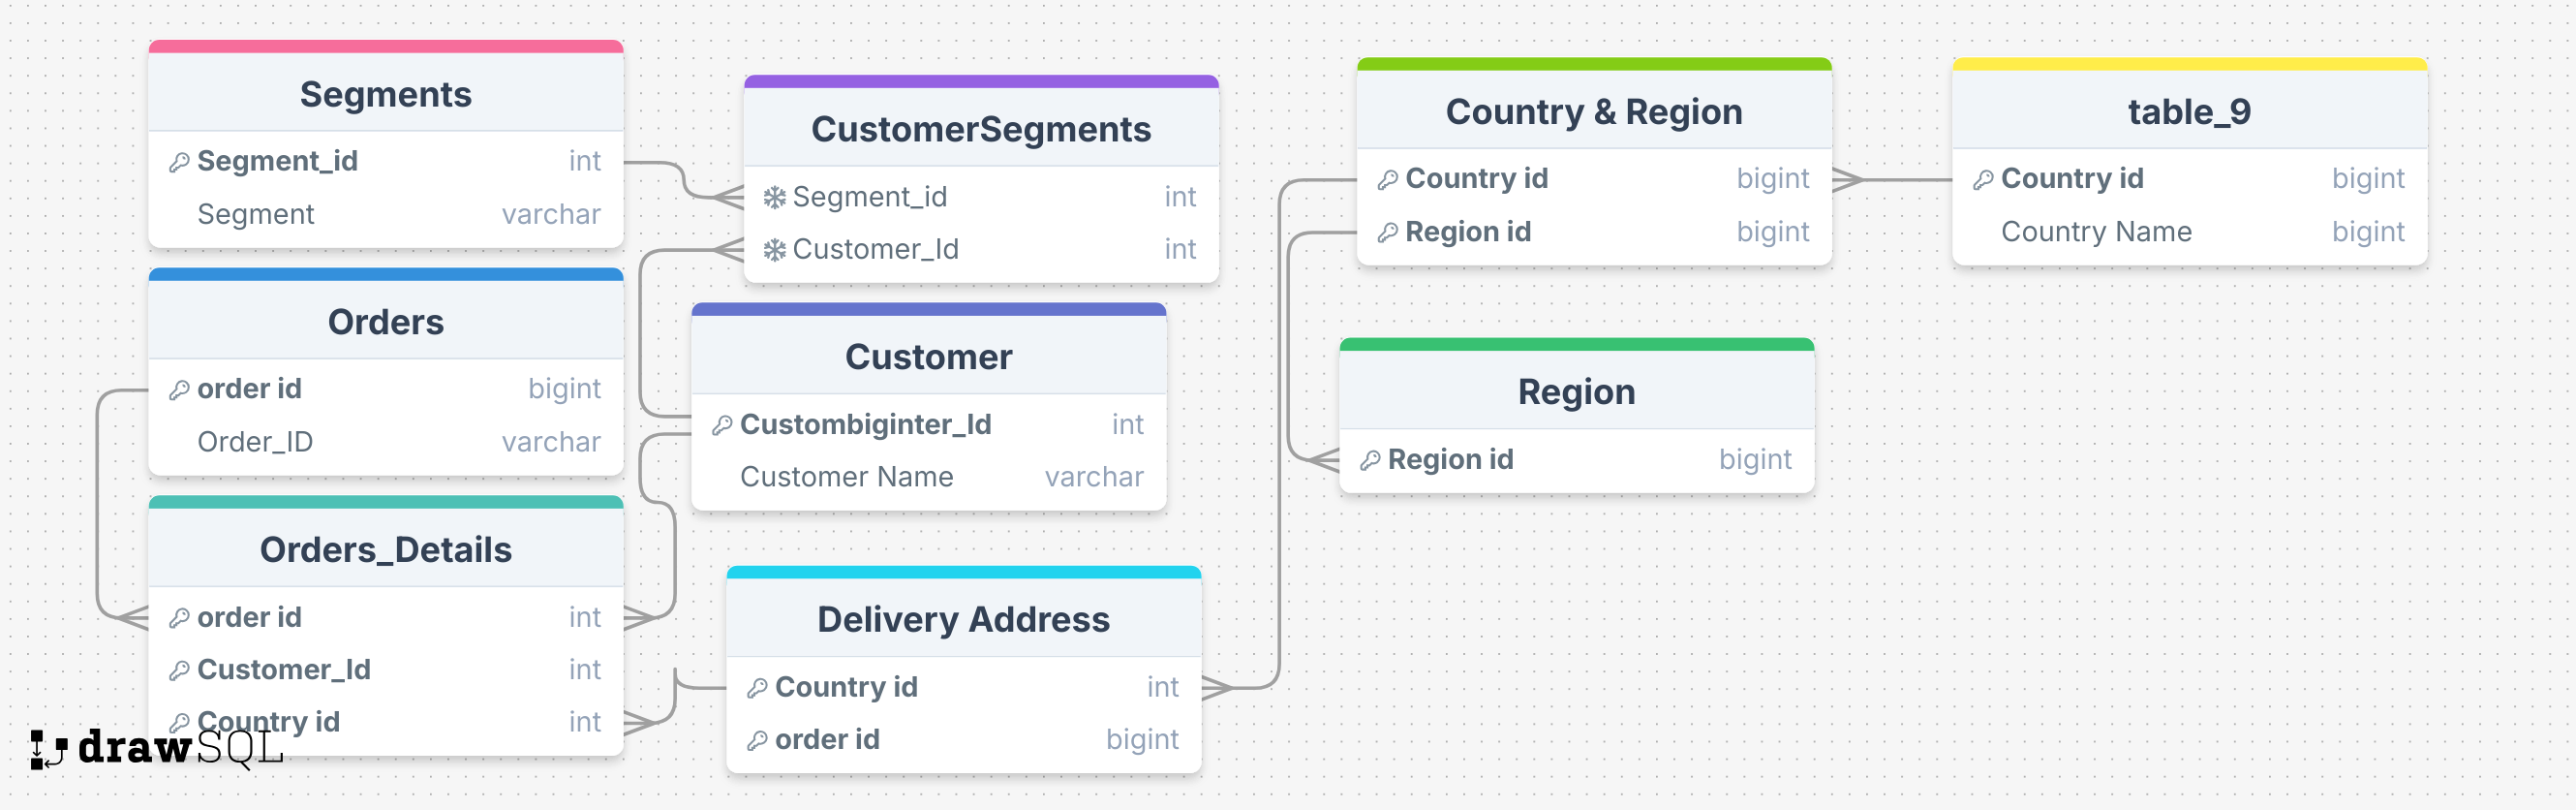 Segments
Segment_id int
Segment varchar
Orders
order id bigint
Order_ID varchar
Orders_Details
order id int
Customer_Id int
Country id int
CustomerSegments
Segment_id int
Customer_Id int
Customer
Custombiginter_Id int
Customer Name varchar
Delivery Address
Country id int
order id bigint
Country & Region
Country id bigint
Region id bigint
Region
Region id bigint
table_9
Country id bigint
Country Name bigint
drawSQL